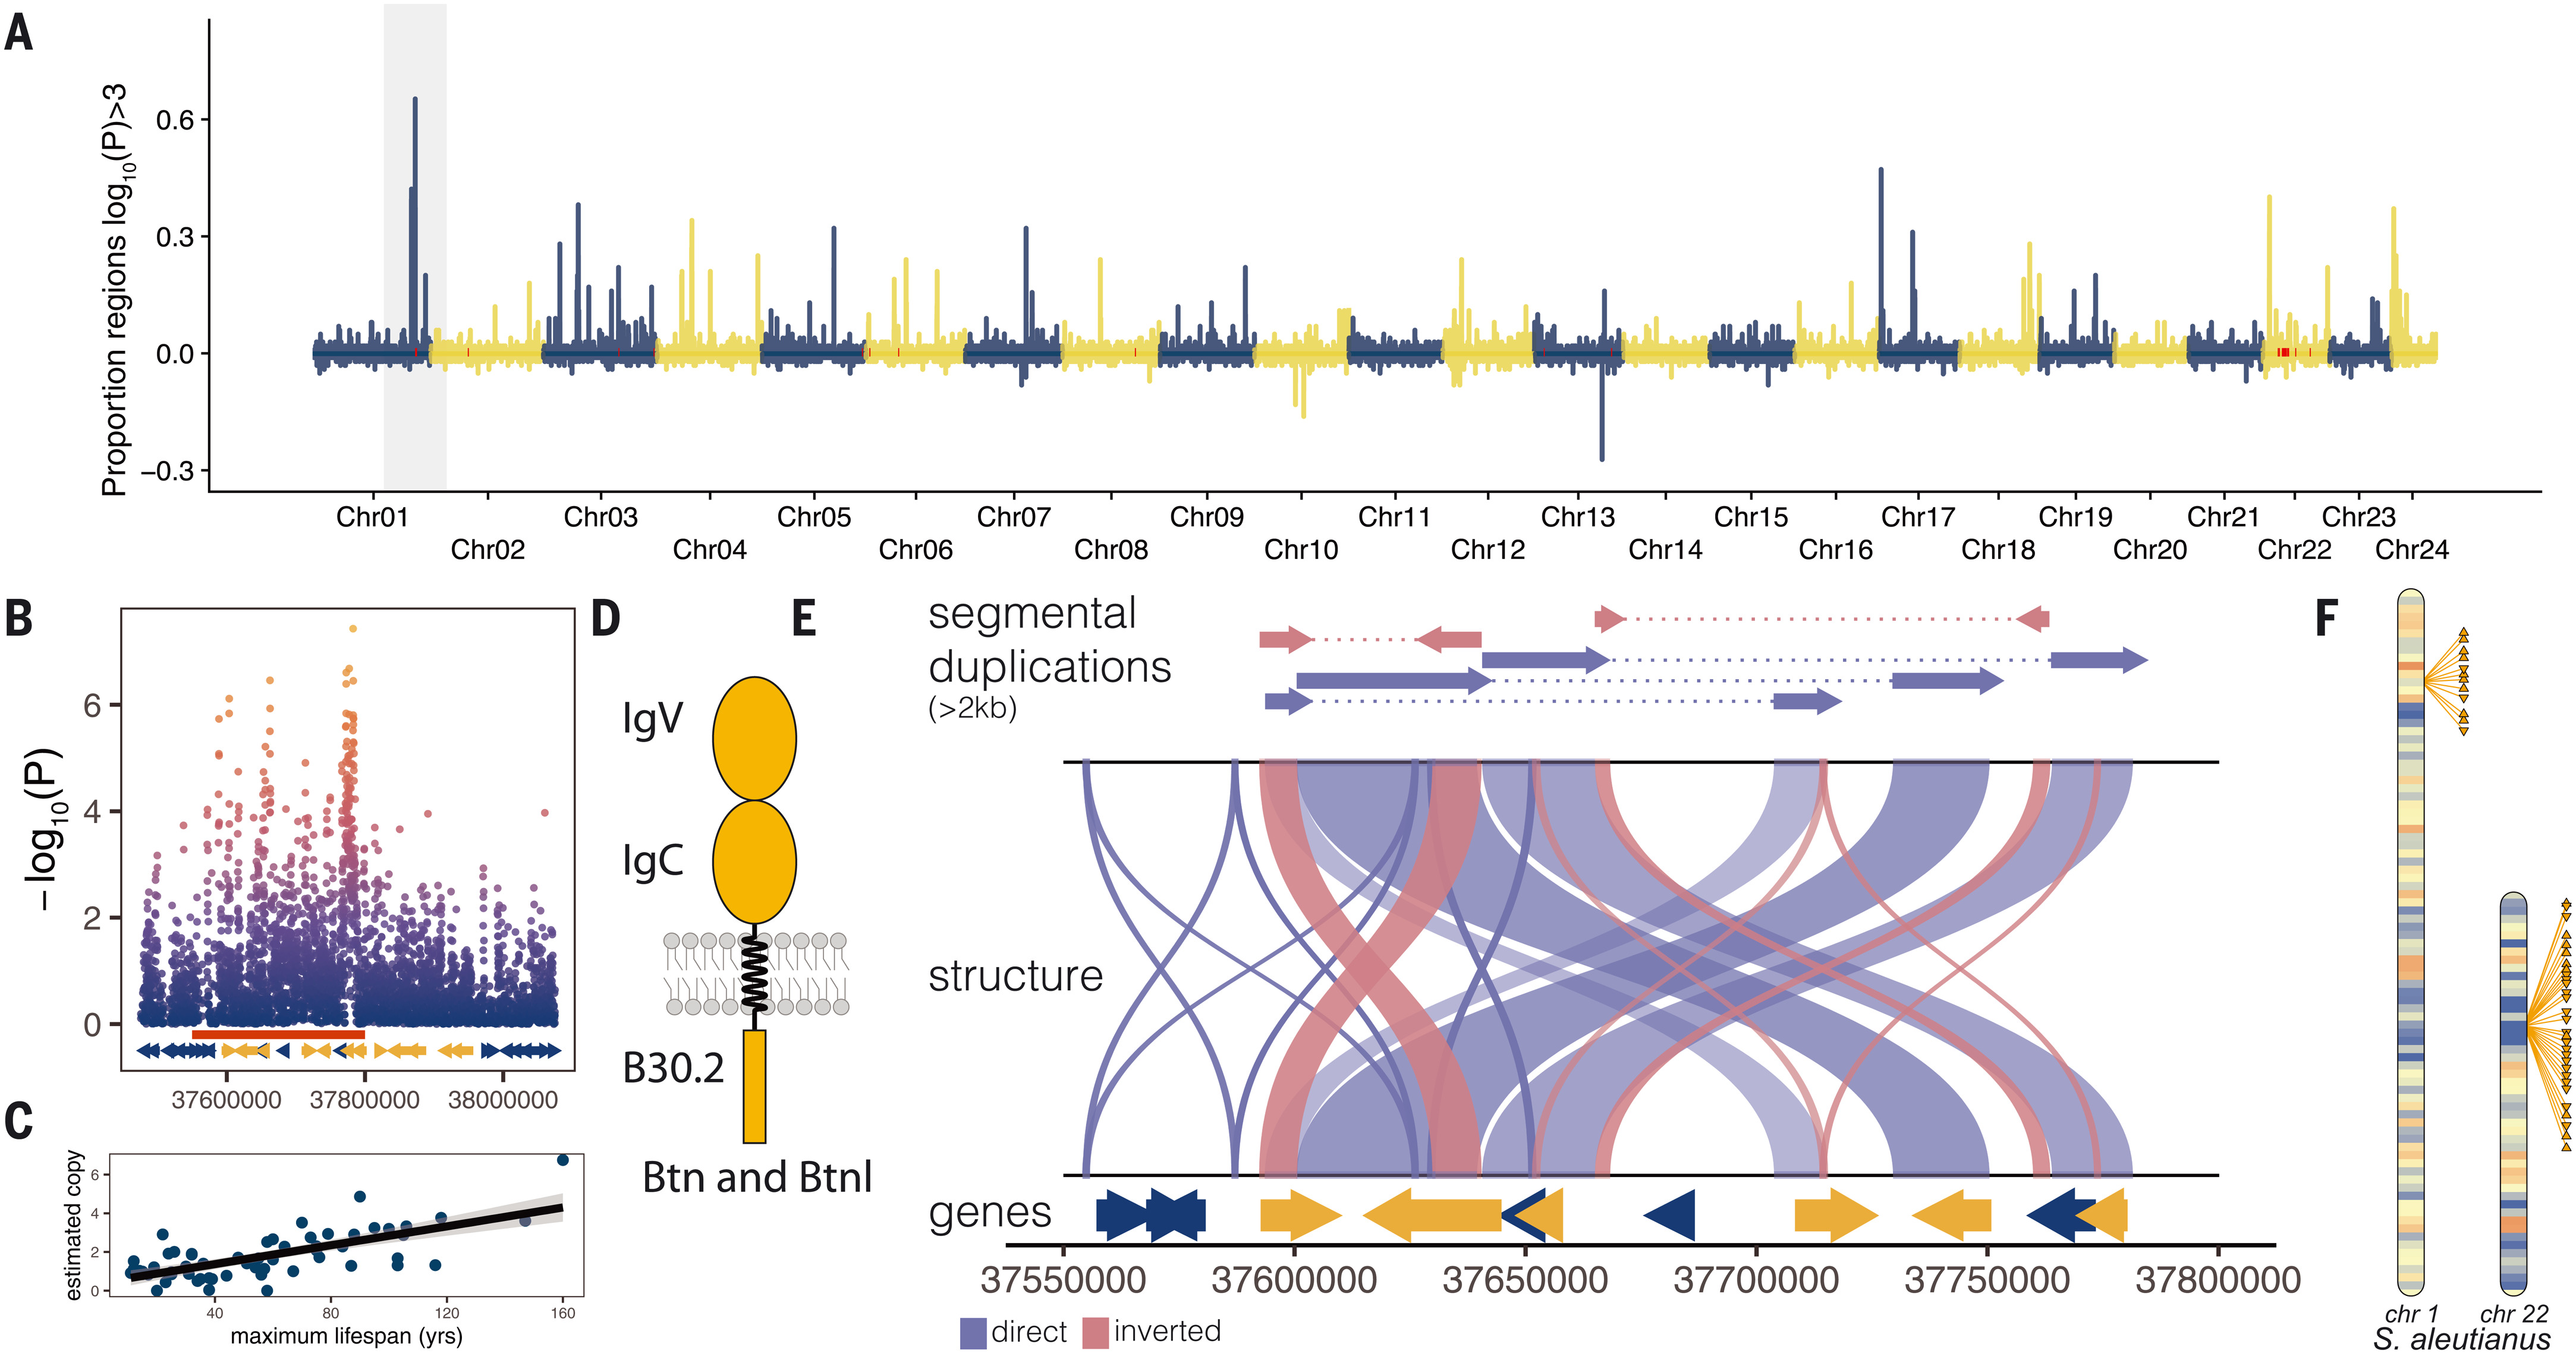 A
Proportion regions log10(P)>3
0.6
0.3
0.0
−0.3
Chr01
Chr02
Chr03
Chr04
Chr05
Chr06
Chr07
Chr08
Chr09
Chr10
Chr11
Chr12
Chr13
Chr14
Chr15
Chr16
Chr17
Chr18
Chr19
Chr20
Chr21
Chr22
Chr23
Chr24
B
−log10(P)
6
4
2
0
37600000
37800000
38000000
C
estimated copy
6
4
2
0
40
80
120
160
maximum lifespan (yrs)
D
IgV
IgC
B30.2
Btn and Btnl
E
segmental
duplications
(>2kb)
structure
genes
37550000
37600000
37650000
37700000
37750000
37800000
direct
inverted
F
chr 1
chr 22
S. aleutianus